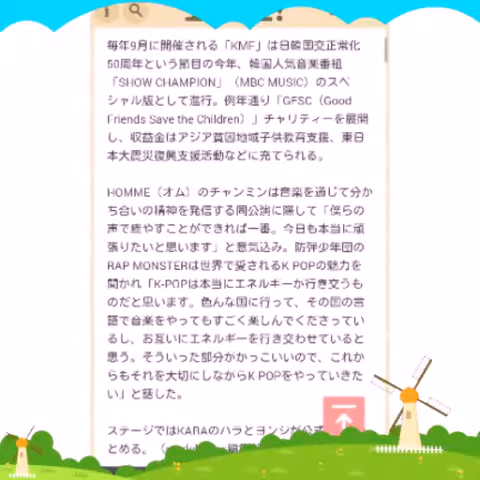 毎年9月に開催される「KMF」は日韓国交正常化
50周年という節目の今年、韓国人気音楽番組
「SHOW CHAMPION」（MBC MUSIC）のスペ
シャル版として進行。例年通り「GFSC（Good
Friends Save the Children）」チャリティーを展開
し、収益金はアジア貧困地域子供教育支援、東日
本大震災復興支援活動などに充てられる。
HOMME（オム）のチャンミンは音楽を通じて分か
ち合いの精神を発信する同公演に際して「僕らの
声で癒やすことができれば一番。今日も本当に頑
張りたいと思います」と意気込み。防弾少年団の
RAP MONSTERは世界で愛されるK POPの魅力を
聞かれ「K-POPは本当にエネルギーが行き交うも
のだと思います。色んな国に行って、その国の言
語で音楽をやってもすごく楽しんでくださってい
るし、お互いにエネルギーを行き交わせていると
思う。そういった部分がかっこいいので、これか
らもそれを大切にしながらK POPをやっていきた
い」と話した。
ステージではKARAのハラとヨンジが公式
とめる。